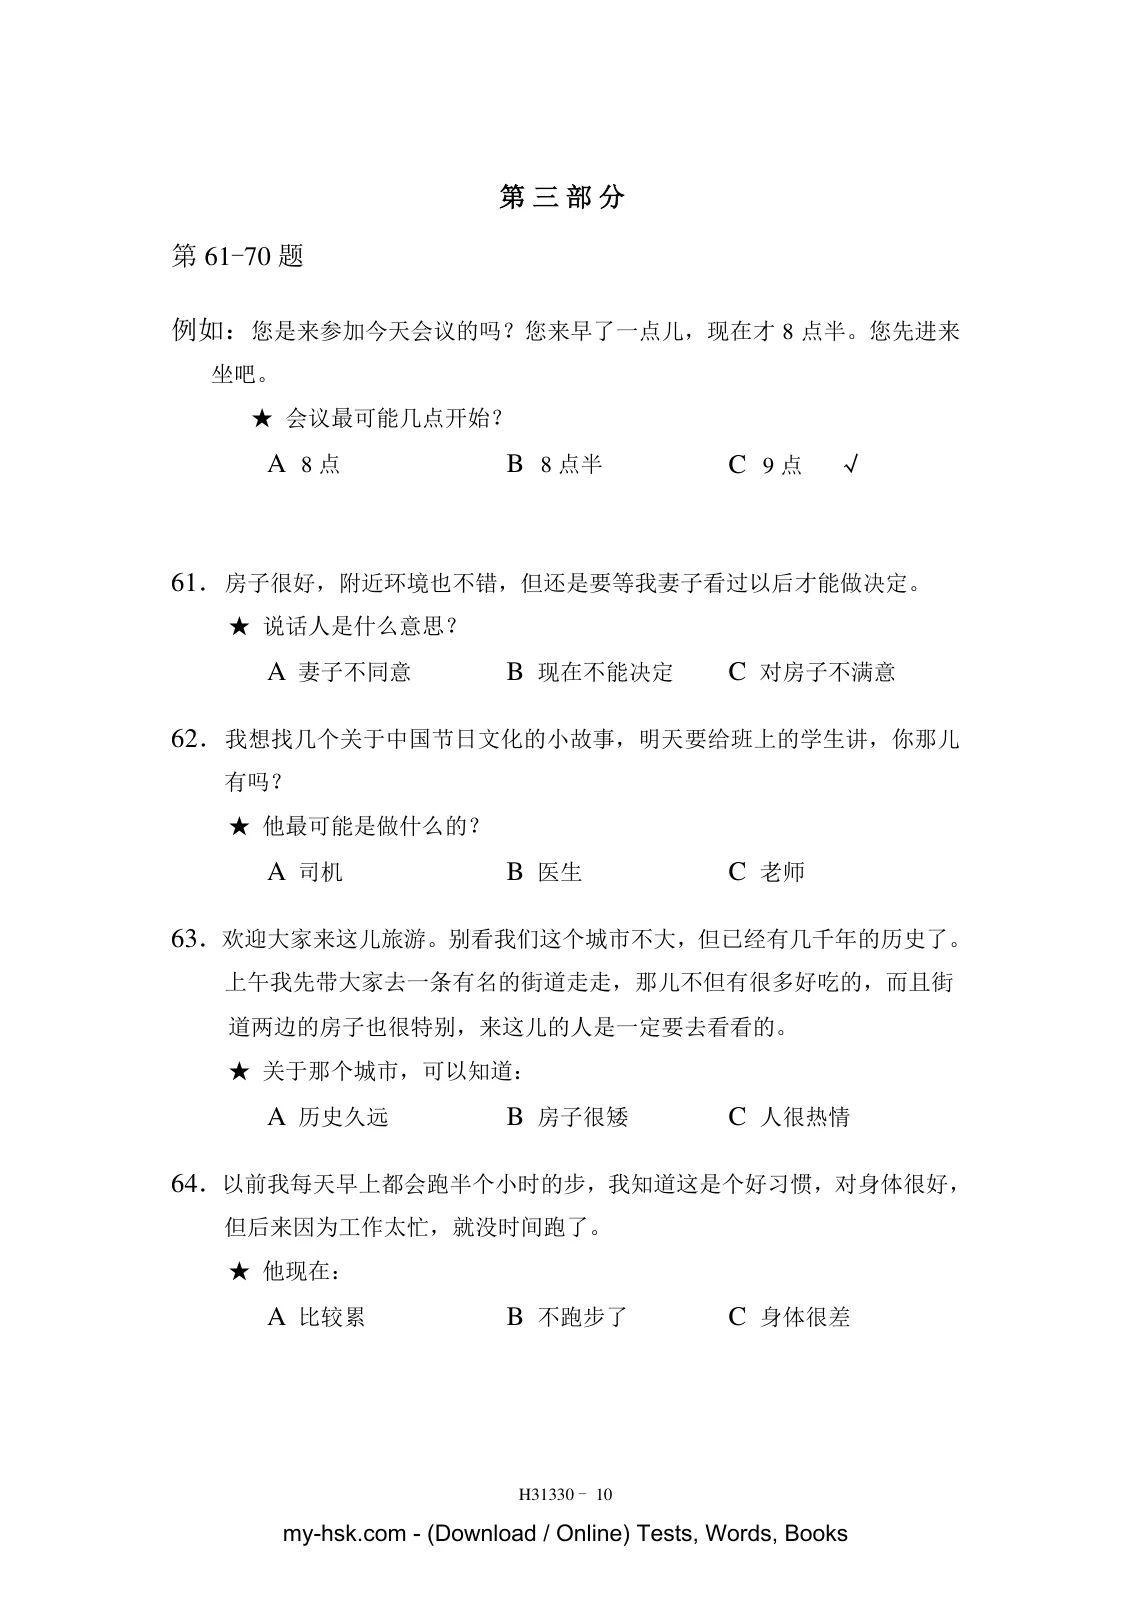 第三部分
第 61-70 题
例如：您是来参加今天会议的吗？您来早了一点儿，现在才 8 点半。您先进来
坐吧。
★ 会议最可能几点开始？
A 8 点 B 8 点半 C 9 点 √
61．房子很好，附近环境也不错，但还是要等我妻子看过以后才能做决定。
★ 说话人是什么意思？
A 妻子不同意 B 现在不能决定 C 对房子不满意
62．我想找几个关于中国节日文化的小故事，明天要给班上的学生讲，你那儿
有吗？
★ 他最可能是做什么的？
A 司机 B 医生 C 老师
63．欢迎大家来这儿旅游。别看我们这个城市不大，但已经有几千年的历史了。
上午我先带大家去一条有名的街道走走，那儿不但有很多好吃的，而且街
道两边的房子也很特别，来这儿的人是一定要去看看的。
★ 关于那个城市，可以知道：
A 历史久远 B 房子很矮 C 人很热情
64．以前我每天早上都会跑半个小时的步，我知道这是个好习惯，对身体很好，
但后来因为工作太忙，就没时间跑了。
★ 他现在：
A 比较累 B 不跑步了 C 身体很差
H31330 - 10
my-hsk.com - (Download / Online) Tests, Words, Books